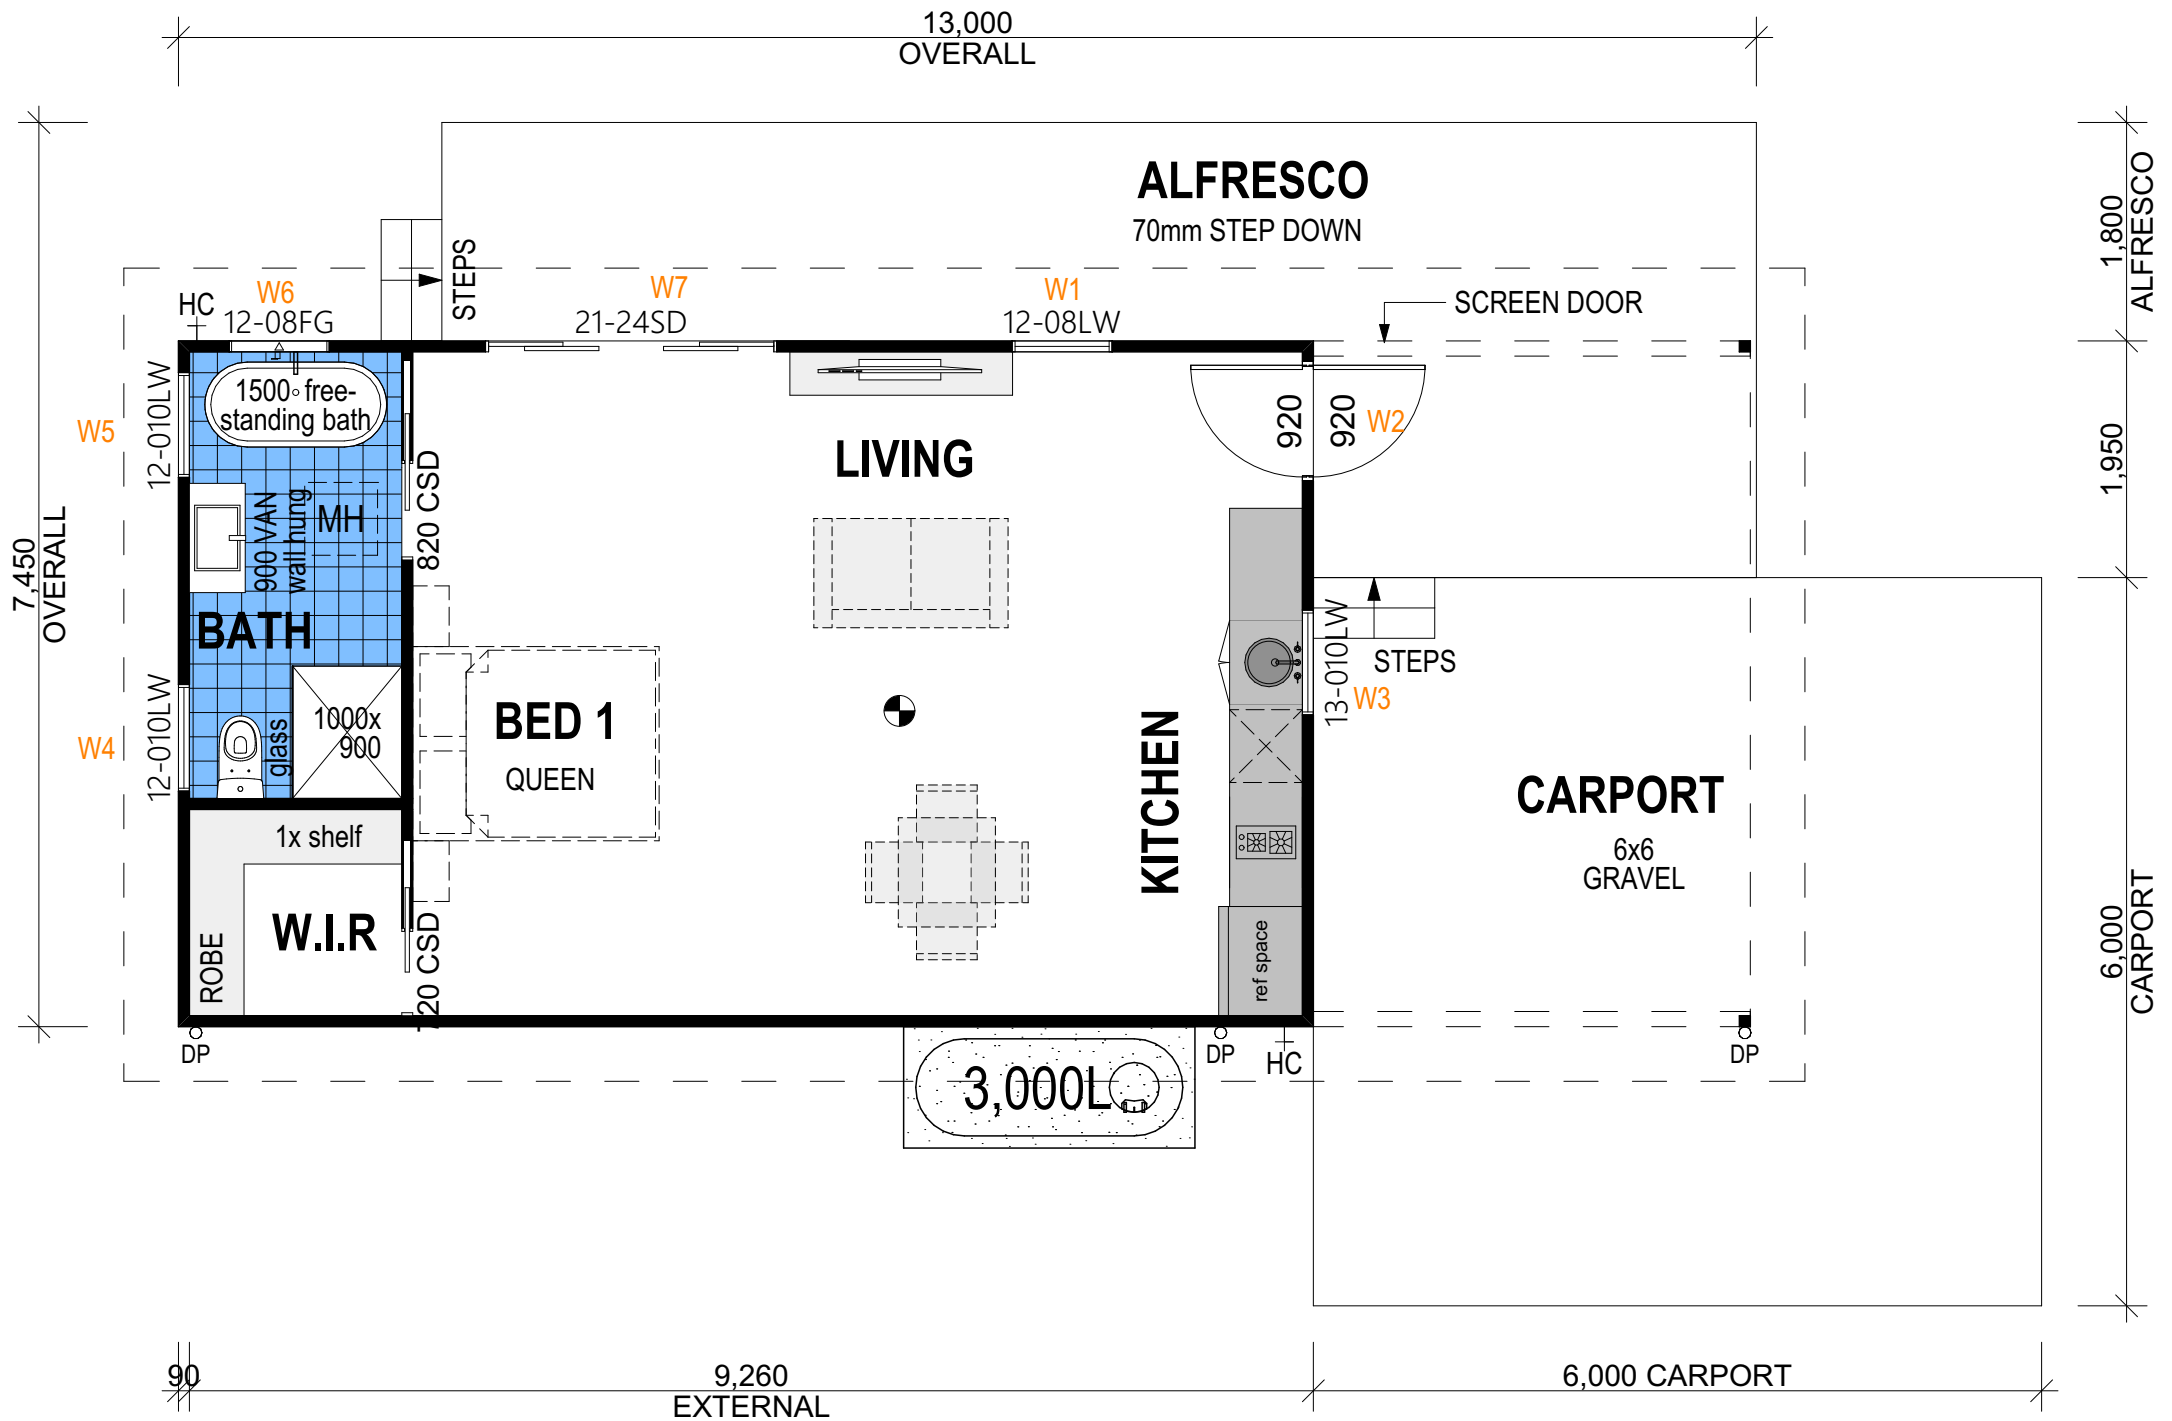 13,000
OVERALL
ALFRESCO
70mm STEP DOWN
1,800
ALFRESCO
STEPS
HC
W6
12-08FG
W7
21-24SD
W1
12-08LW
SCREEN DOOR
W5
12-010LW
1500 free-
standing bath
820 CSD
LIVING
920
920
W2
1,950
7,450
OVERALL
900 VAN
wall hung
MH
BATH
13-010LW
STEPS
W3
W4
12-010LW
glass
1000x
900
BED 1
QUEEN
KITCHEN
CARPORT
6x6
GRAVEL
1x shelf
ROBE
W.I.R
720 CSD
ref space
6,000
CARPORT
DP
DP
HC
DP
3,000L
90
9,260
EXTERNAL
6,000 CARPORT